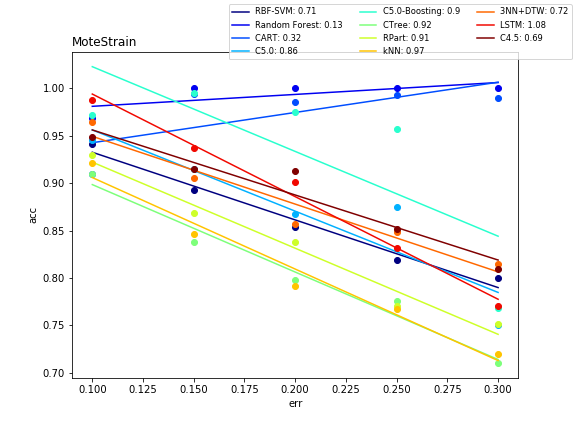 RBF-SVM: 0.71
Random Forest: 0.13
CART: 0.32
C5.0: 0.86
C5.0-Boosting: 0.9
CTree: 0.92
RPart: 0.91
kNN: 0.97
3NN+DTW: 0.72
LSTM: 1.08
C4.5: 0.69
MoteStrain
1.00
0.95
0.90
0.85
0.80
0.75
0.70
acc
0.100 0.125 0.150 0.175 0.200 0.225 0.250 0.275 0.300
err